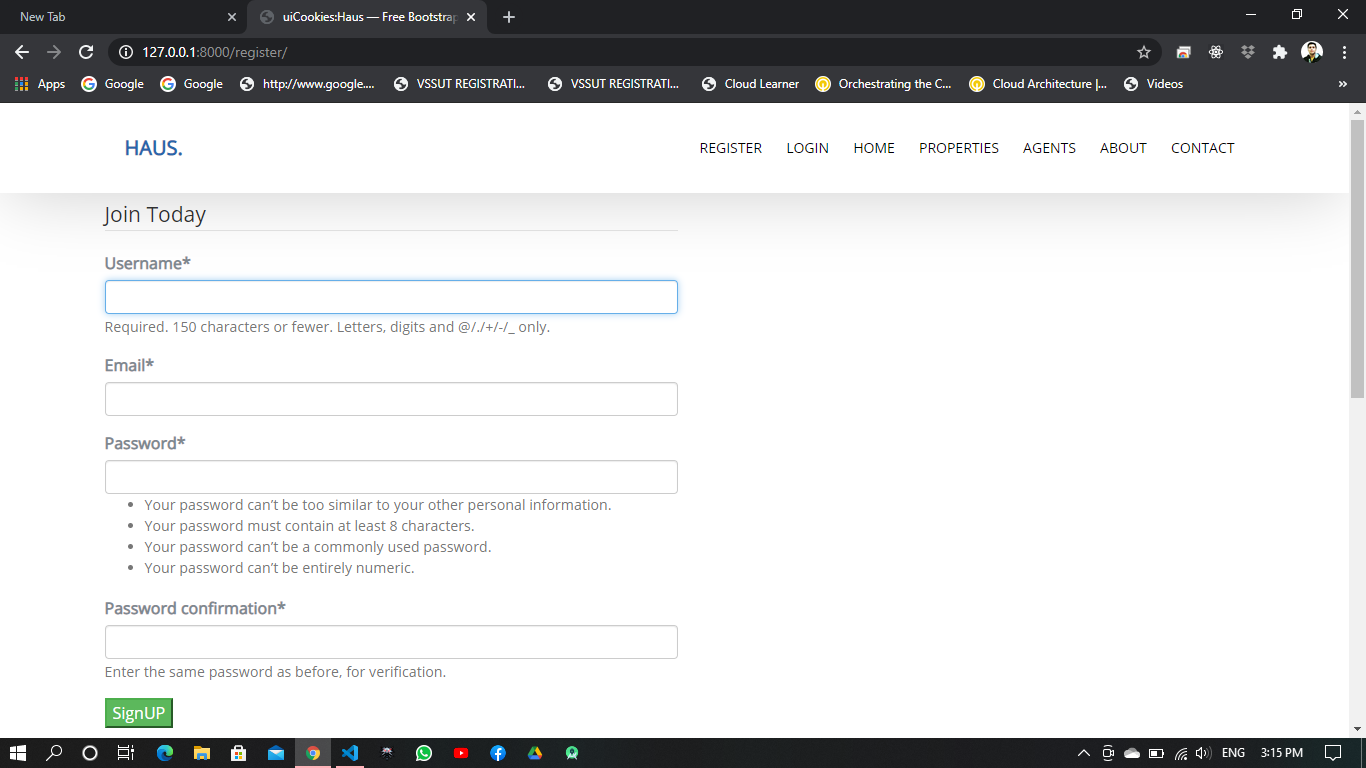 New Tab
uiCookies:Haus — Free Bootstrap
127.0.0.1:8000/register/
Apps Google Google http://www.google.... VSSUT REGISTRATI... VSSUT REGISTRATI... Cloud Learner Orchestrating the C... Cloud Architecture |... Videos »
HAUS.
REGISTER LOGIN HOME PROPERTIES AGENTS ABOUT CONTACT
Join Today
Username*
Required. 150 characters or fewer. Letters, digits and @/./+/-/_ only.
Email*
Password*
• Your password can’t be too similar to your other personal information.
• Your password must contain at least 8 characters.
• Your password can’t be a commonly used password.
• Your password can’t be entirely numeric.
Password confirmation*
Enter the same password as before, for verification.
SignUP
ENG 3:15 PM